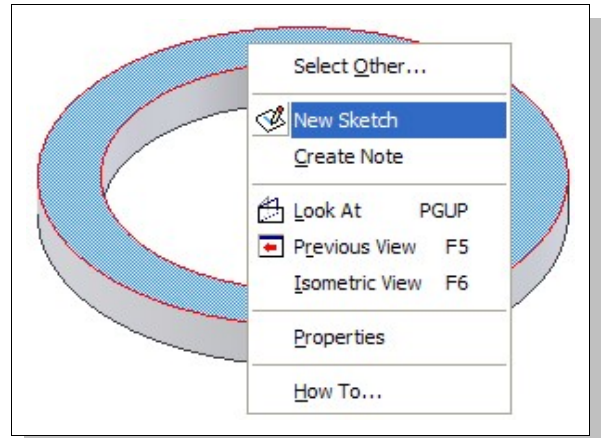 Select Other...
New Sketch
Create Note
Look At PGUP
Previous View F5
Isometric View F6
Properties
How To...